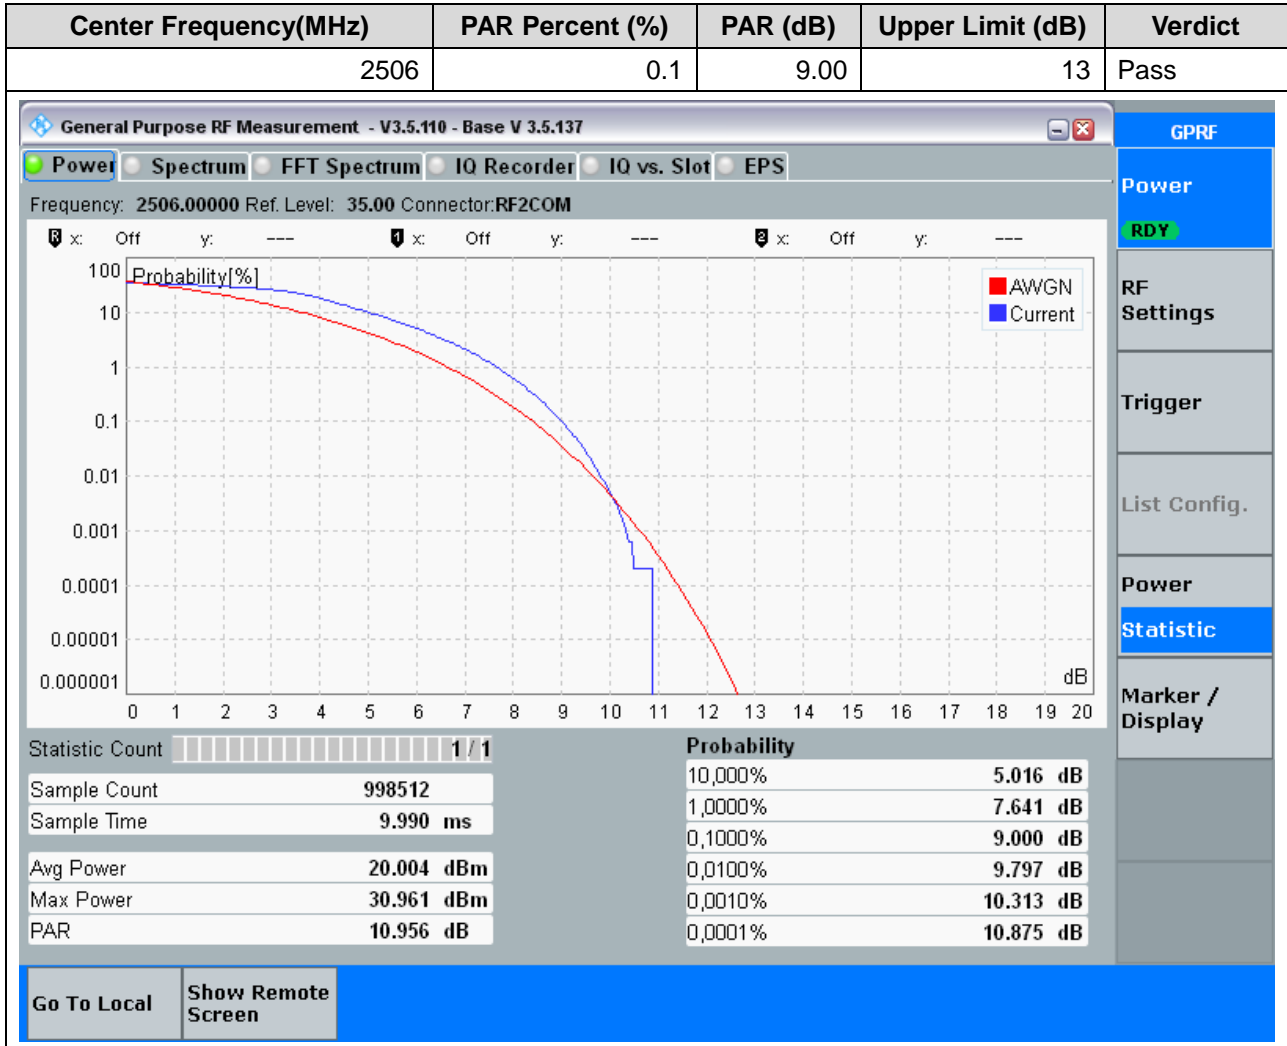 Center Frequency(MHz) PAR Percent (%) PAR (dB) Upper Limit (dB) Verdict
2506 0.1 9.00 13 Pass
General Purpose RF Measurement - V3.5.110 - Base V 3.5.137
GPRF
Power Spectrum FFT Spectrum IQ Recorder IQ vs. Slot EPS
Frequency: 2506.00000 Ref. Level: 35.00 Connector:RF2COM
R x: Off y: --- 1 x: Off y: --- 2 x: Off y: ---
Probability[%]
100
10
1
0.1
0.01
0.001
0.0001
0.00001
0.000001
AWGN
Current
dB
0 1 2 3 4 5 6 7 8 9 10 11 12 13 14 15 16 17 18 19 20
Statistic Count 1 / 1
Sample Count 998512
Sample Time 9.990 ms
Avg Power 20.004 dBm
Max Power 30.961 dBm
PAR 10.956 dB
Probability
10,000% 5.016 dB
1,0000% 7.641 dB
0,1000% 9.000 dB
0,0100% 9.797 dB
0,0010% 10.313 dB
0,0001% 10.875 dB
Power
RDY
RF
Settings
Trigger
List Config.
Power
Statistic
Marker /
Display
Go To Local
Show Remote
Screen